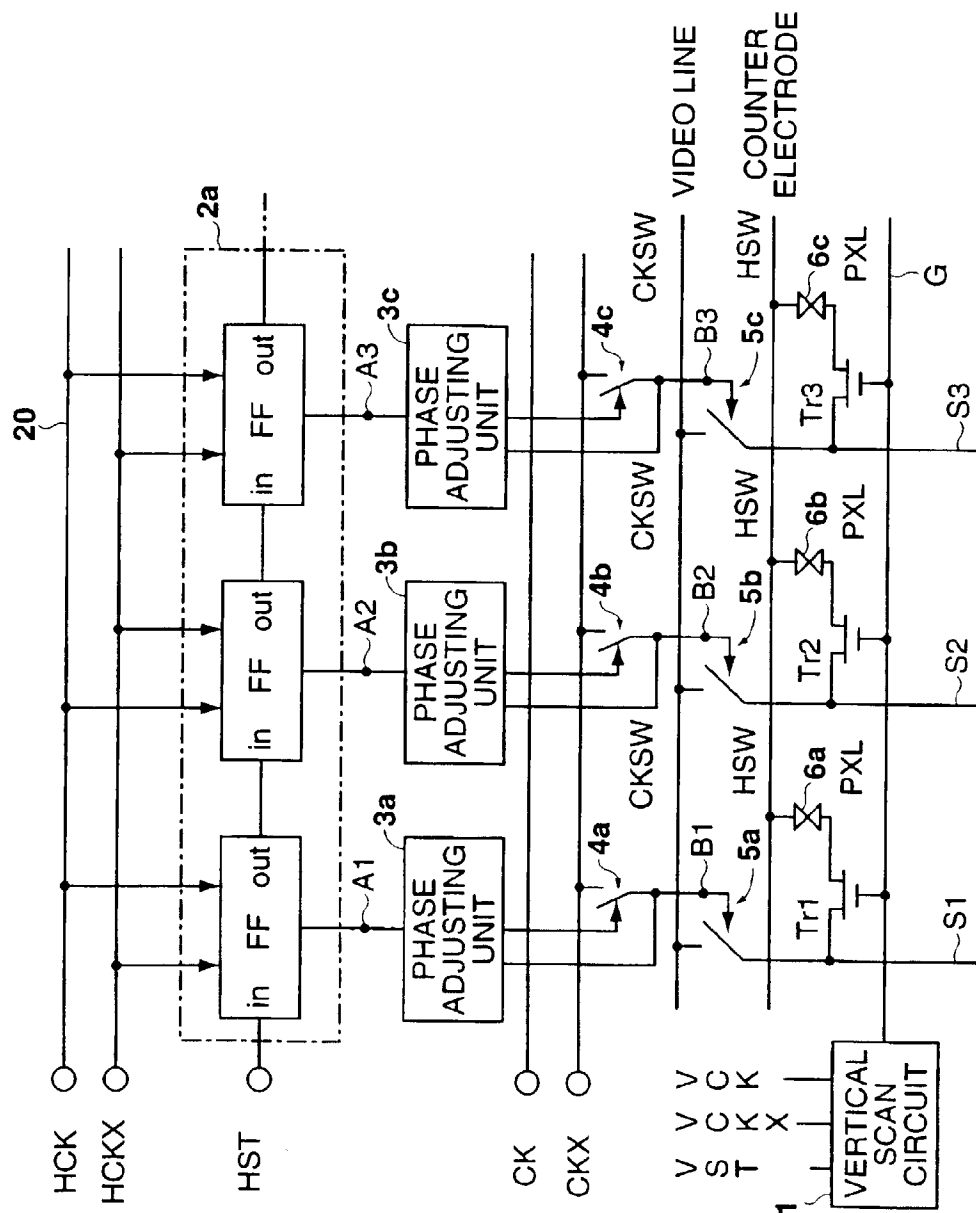 20
HCK
HCKX
2a
in FF out
in FF out
in FF out
HST
A1
A2
A3
3a
3b
3c
PHASE
ADJUSTING
UNIT
PHASE
ADJUSTING
UNIT
PHASE
ADJUSTING
UNIT
CK
CKX
4a
4b
4c
CKSW
CKSW
CKSW
VIDEO LINE
B1
B2
B3
5a
5b
5c
HSW
HSW
HSW
COUNTER
ELECTRODE
6a
6b
6c
PXL
PXL
PXL
Tr1
Tr2
Tr3
G
VST
VCKX
VCK
1
VERTICAL
SCAN
CIRCUIT
S1
S2
S3